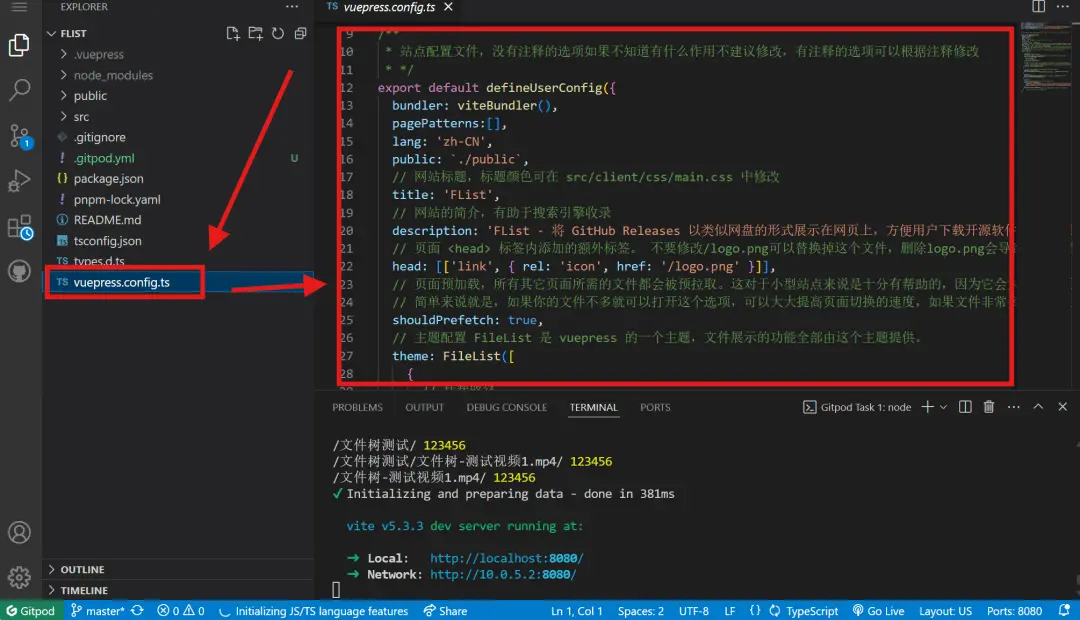 EXPLORER
FLIST
.vuepress
node_modules
public
src
.gitignore
.gitpod.yml U
package.json
pnpm-lock.yaml
README.md
tsconfig.json
types.d.ts
vuepress.config.ts
OUTLINE
TIMELINE
TS vuepress.config.ts
9 /**
10 * 站点配置文件，没有注释的选项如果不知道有什么作用不建议修改，有注释的选项可以根据注释修改
11 * */
12 export default defineUserConfig({
13 bundler: viteBundler(),
14 pagePatterns:[],
15 lang: 'zh-CN',
16 public: `./public`,
17 // 网站标题，标题颜色可在 src/client/css/main.css 中修改
18 title: 'FList',
19 // 网站的简介，有助于搜索引擎收录
20 description: 'FList - 将 GitHub Releases 以类似网盘的形式展示在网页上，方便用户下载开源软件
21 // 页面 <head> 标签内添加的额外标签。 不要修改/logo.png可以替换掉这个文件，删除logo.png会导
22 head: [['link', { rel: 'icon', href: '/logo.png' }]],
23 // 页面预加载，所有其它页面所需的文件都会被预拉取。这对于小型站点来说是十分有帮助的，因为它会
24 // 简单来说就是，如果你的文件不多就可以打开这个选项，可以大大提高页面切换的速度，如果文件非常
25 shouldPrefetch: true,
26 // 主题配置 FileList 是 vuepress 的一个主题，文件展示的功能全部由这个主题提供。
27 theme: FileList([
28 {
PROBLEMS OUTPUT DEBUG CONSOLE TERMINAL PORTS Gitpod Task 1: node
/文件树测试/ 123456
/文件树测试/文件树-测试视频1.mp4/ 123456
/文件树-测试视频1.mp4/ 123456
✓ Initializing and preparing data - done in 381ms
vite v5.3.3 dev server running at:
➜ Local: http://localhost:8080/
➜ Network: http://10.0.5.2:8080/
Gitpod master* 0 0 Initializing JS/TS language features Share Ln 1, Col 1 Spaces: 2 UTF-8 LF {} TypeScript Go Live Layout: US Ports: 8080